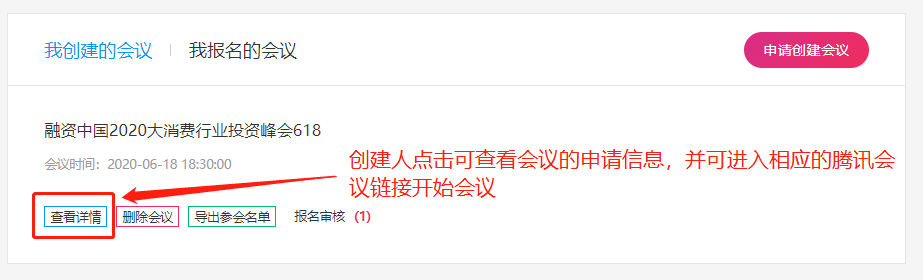 我创建的会议 我报名的会议 申请创建会议
融资中国2020大消费行业投资峰会618
会议时间：2020-06-18 18:30:00
创建人点击可查看会议的申请信息，并可进入相应的腾讯会
议链接开始会议
查看详情 删除会议 导出参会名单 报名审核 (1)